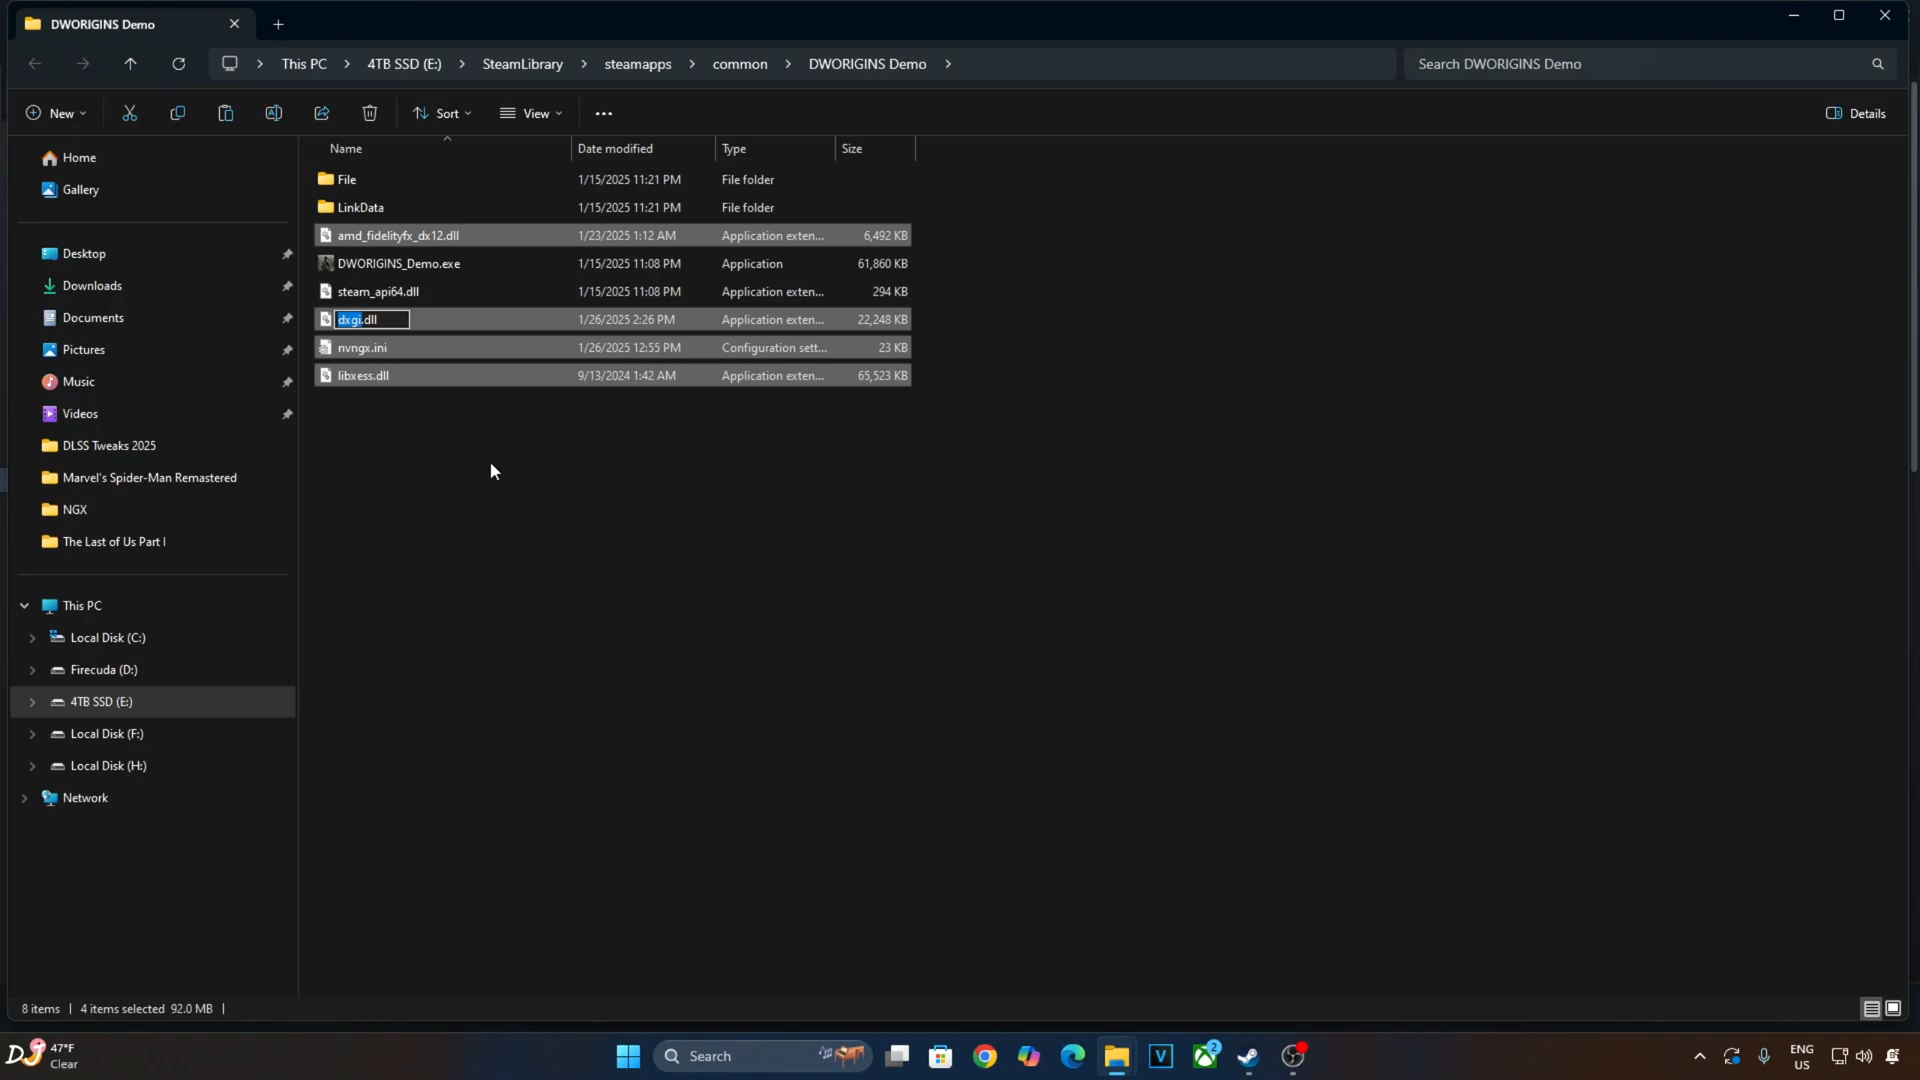 DWORIGINS Demo
This PC
4TB SSD (E:)
SteamLibrary
steamapps
common
DWORIGINS Demo
Search DWORIGINS Demo
New
Sort
View
Details
Home
Gallery
Desktop
Downloads
Documents
Pictures
Music
Videos
DLSS Tweaks 2025
Marvel's Spider-Man Remastered
NGX
The Last of Us Part I
This PC
Local Disk (C:)
Firecuda (D:)
4TB SSD (E:)
Local Disk (F:)
Local Disk (H:)
Network
Name Date modified Type Size
File 1/15/2025 11:21 PM File folder
LinkData 1/15/2025 11:21 PM File folder
amd_fidelityfx_dx12.dll 1/23/2025 1:12 AM Application exten... 6,492 KB
DWORIGINS_Demo.exe 1/15/2025 11:08 PM Application 61,860 KB
steam_api64.dll 1/15/2025 11:08 PM Application exten... 294 KB
dxgi.dll 1/26/2025 2:26 PM Application exten... 22,248 KB
nvngx.ini 1/26/2025 12:55 PM Configuration sett... 23 KB
libxess.dll 9/13/2024 1:42 AM Application exten... 65,523 KB
8 items | 4 items selected 92.0 MB |
DJ
47°F
Clear
Search
V
2
ENG
US